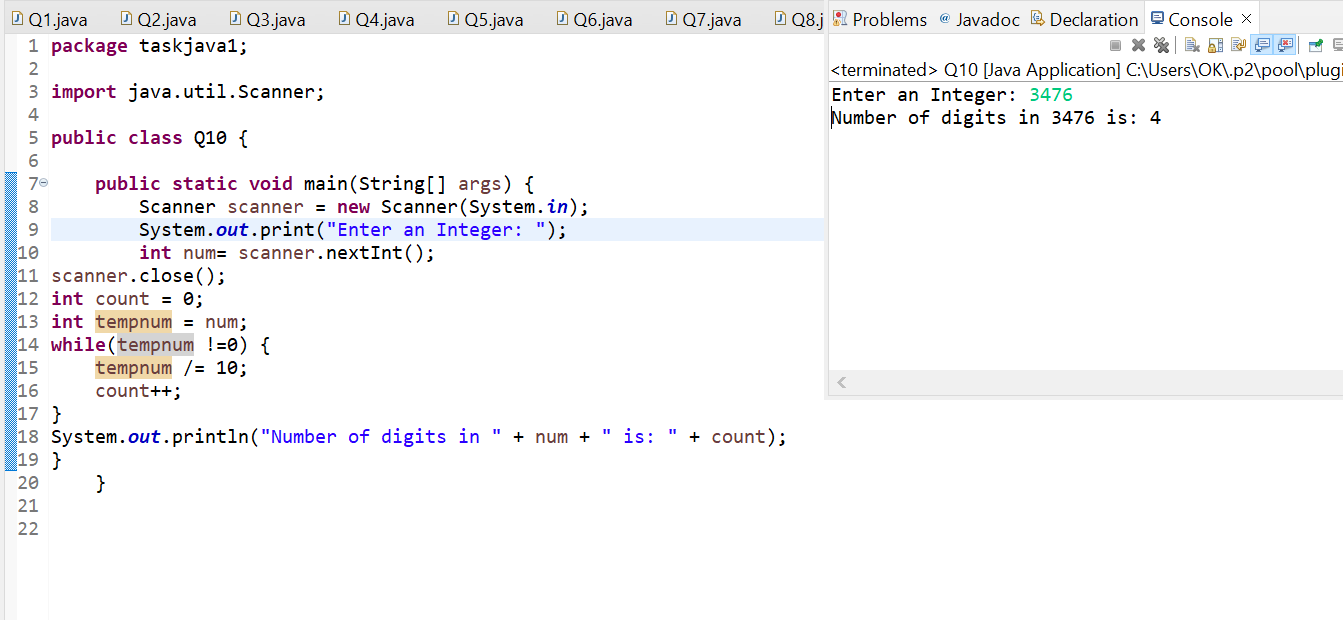 Q1.java Q2.java Q3.java Q4.java Q5.java Q6.java Q7.java Q8.j
1 package taskjava1;
2
3 import java.util.Scanner;
4
5 public class Q10 {
6
7 public static void main(String[] args) {
8 Scanner scanner = new Scanner(System.in);
9 System.out.print("Enter an Integer: ");
10 int num= scanner.nextInt();
11 scanner.close();
12 int count = 0;
13 int tempnum = num;
14 while(tempnum !=0) {
15 tempnum /= 10;
16 count++;
17 }
18 System.out.println("Number of digits in " + num + " is: " + count);
19 }
20 }
21
22
Problems @ Javadoc Declaration Console ×
<terminated> Q10 [Java Application] C:\Users\OK\.p2\pool\plugi
Enter an Integer: 3476
Number of digits in 3476 is: 4